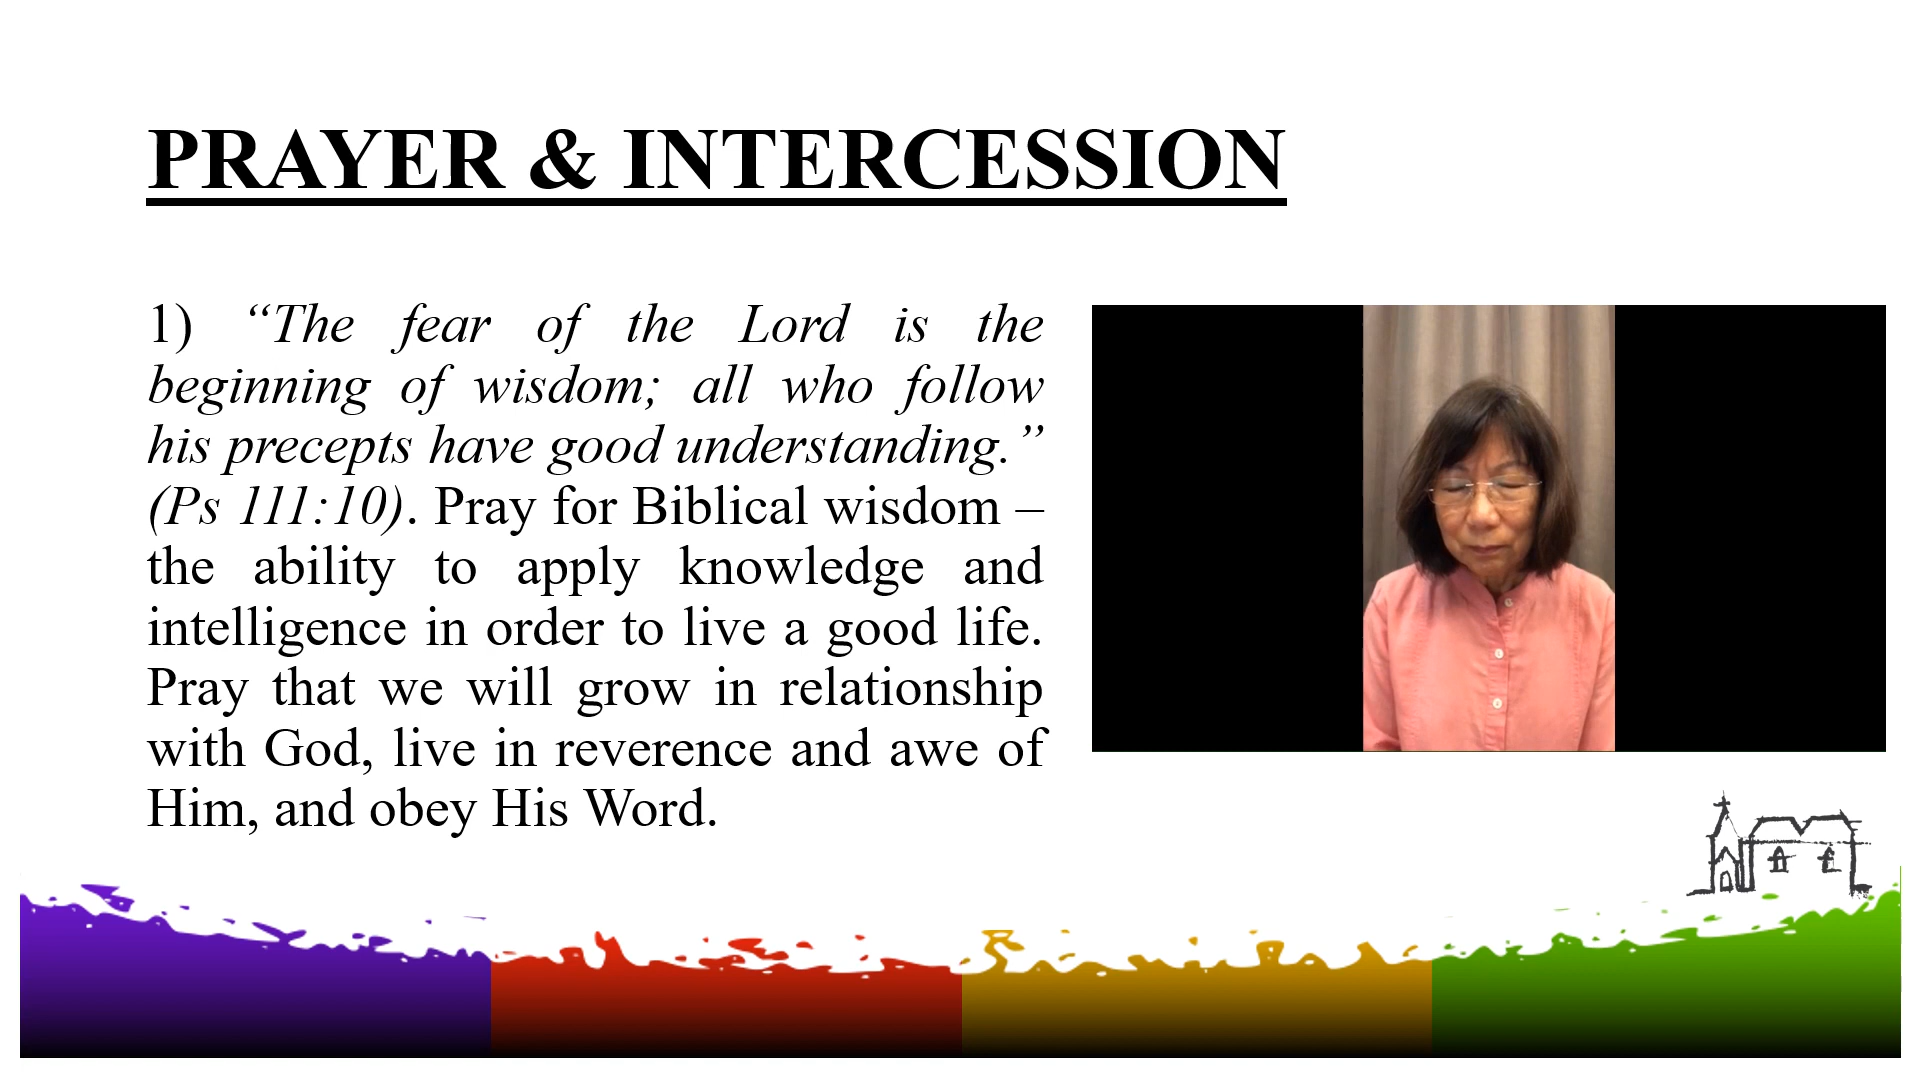 PRAYER & INTERCESSION
1) “The fear of the Lord is the
beginning of wisdom; all who follow
his precepts have good understanding.”
(Ps 111:10). Pray for Biblical wisdom –
the ability to apply knowledge and
intelligence in order to live a good life.
Pray that we will grow in relationship
with God, live in reverence and awe of
Him, and obey His Word.